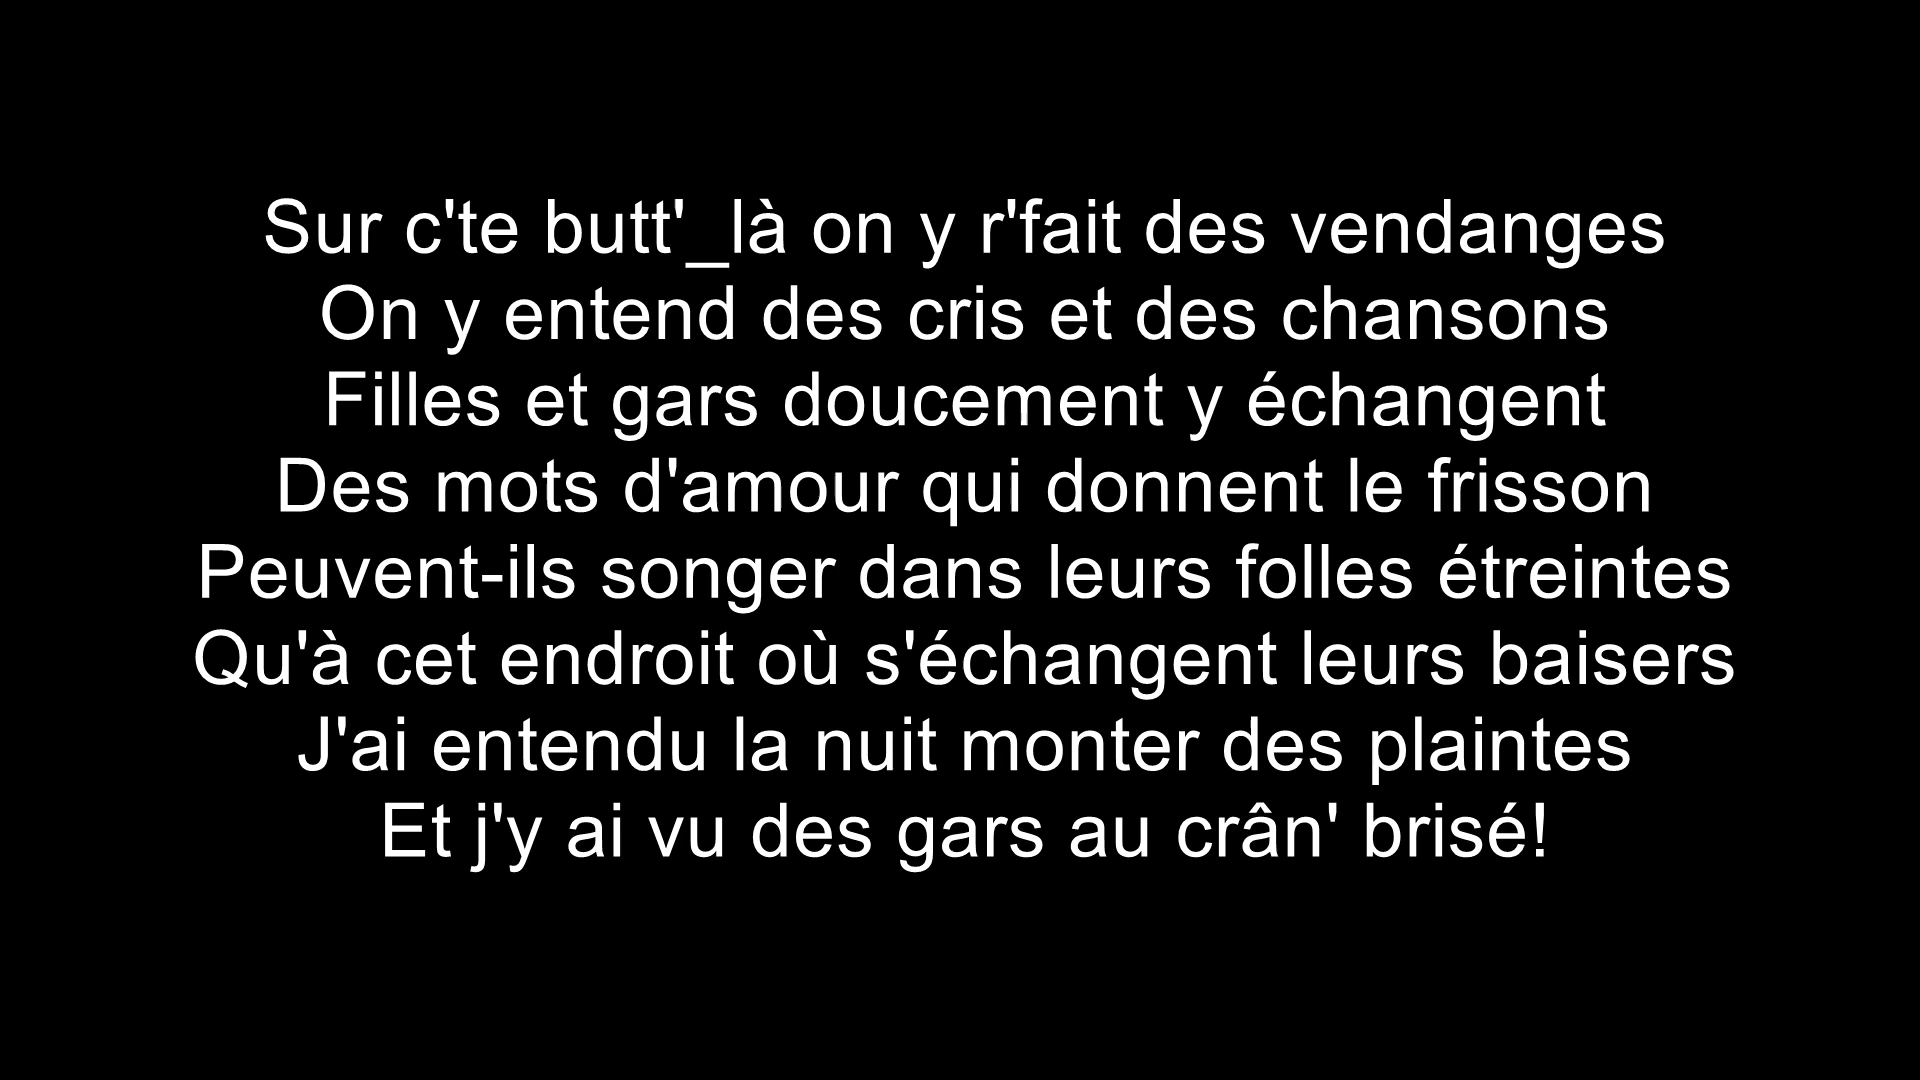 Sur c'te butt'_là on y r'fait des vendanges
On y entend des cris et des chansons
Filles et gars doucement y échangent
Des mots d'amour qui donnent le frisson
Peuvent-ils songer dans leurs folles étreintes
Qu'à cet endroit où s'échangent leurs baisers
J'ai entendu la nuit monter des plaintes
Et j'y ai vu des gars au crân' brisé!